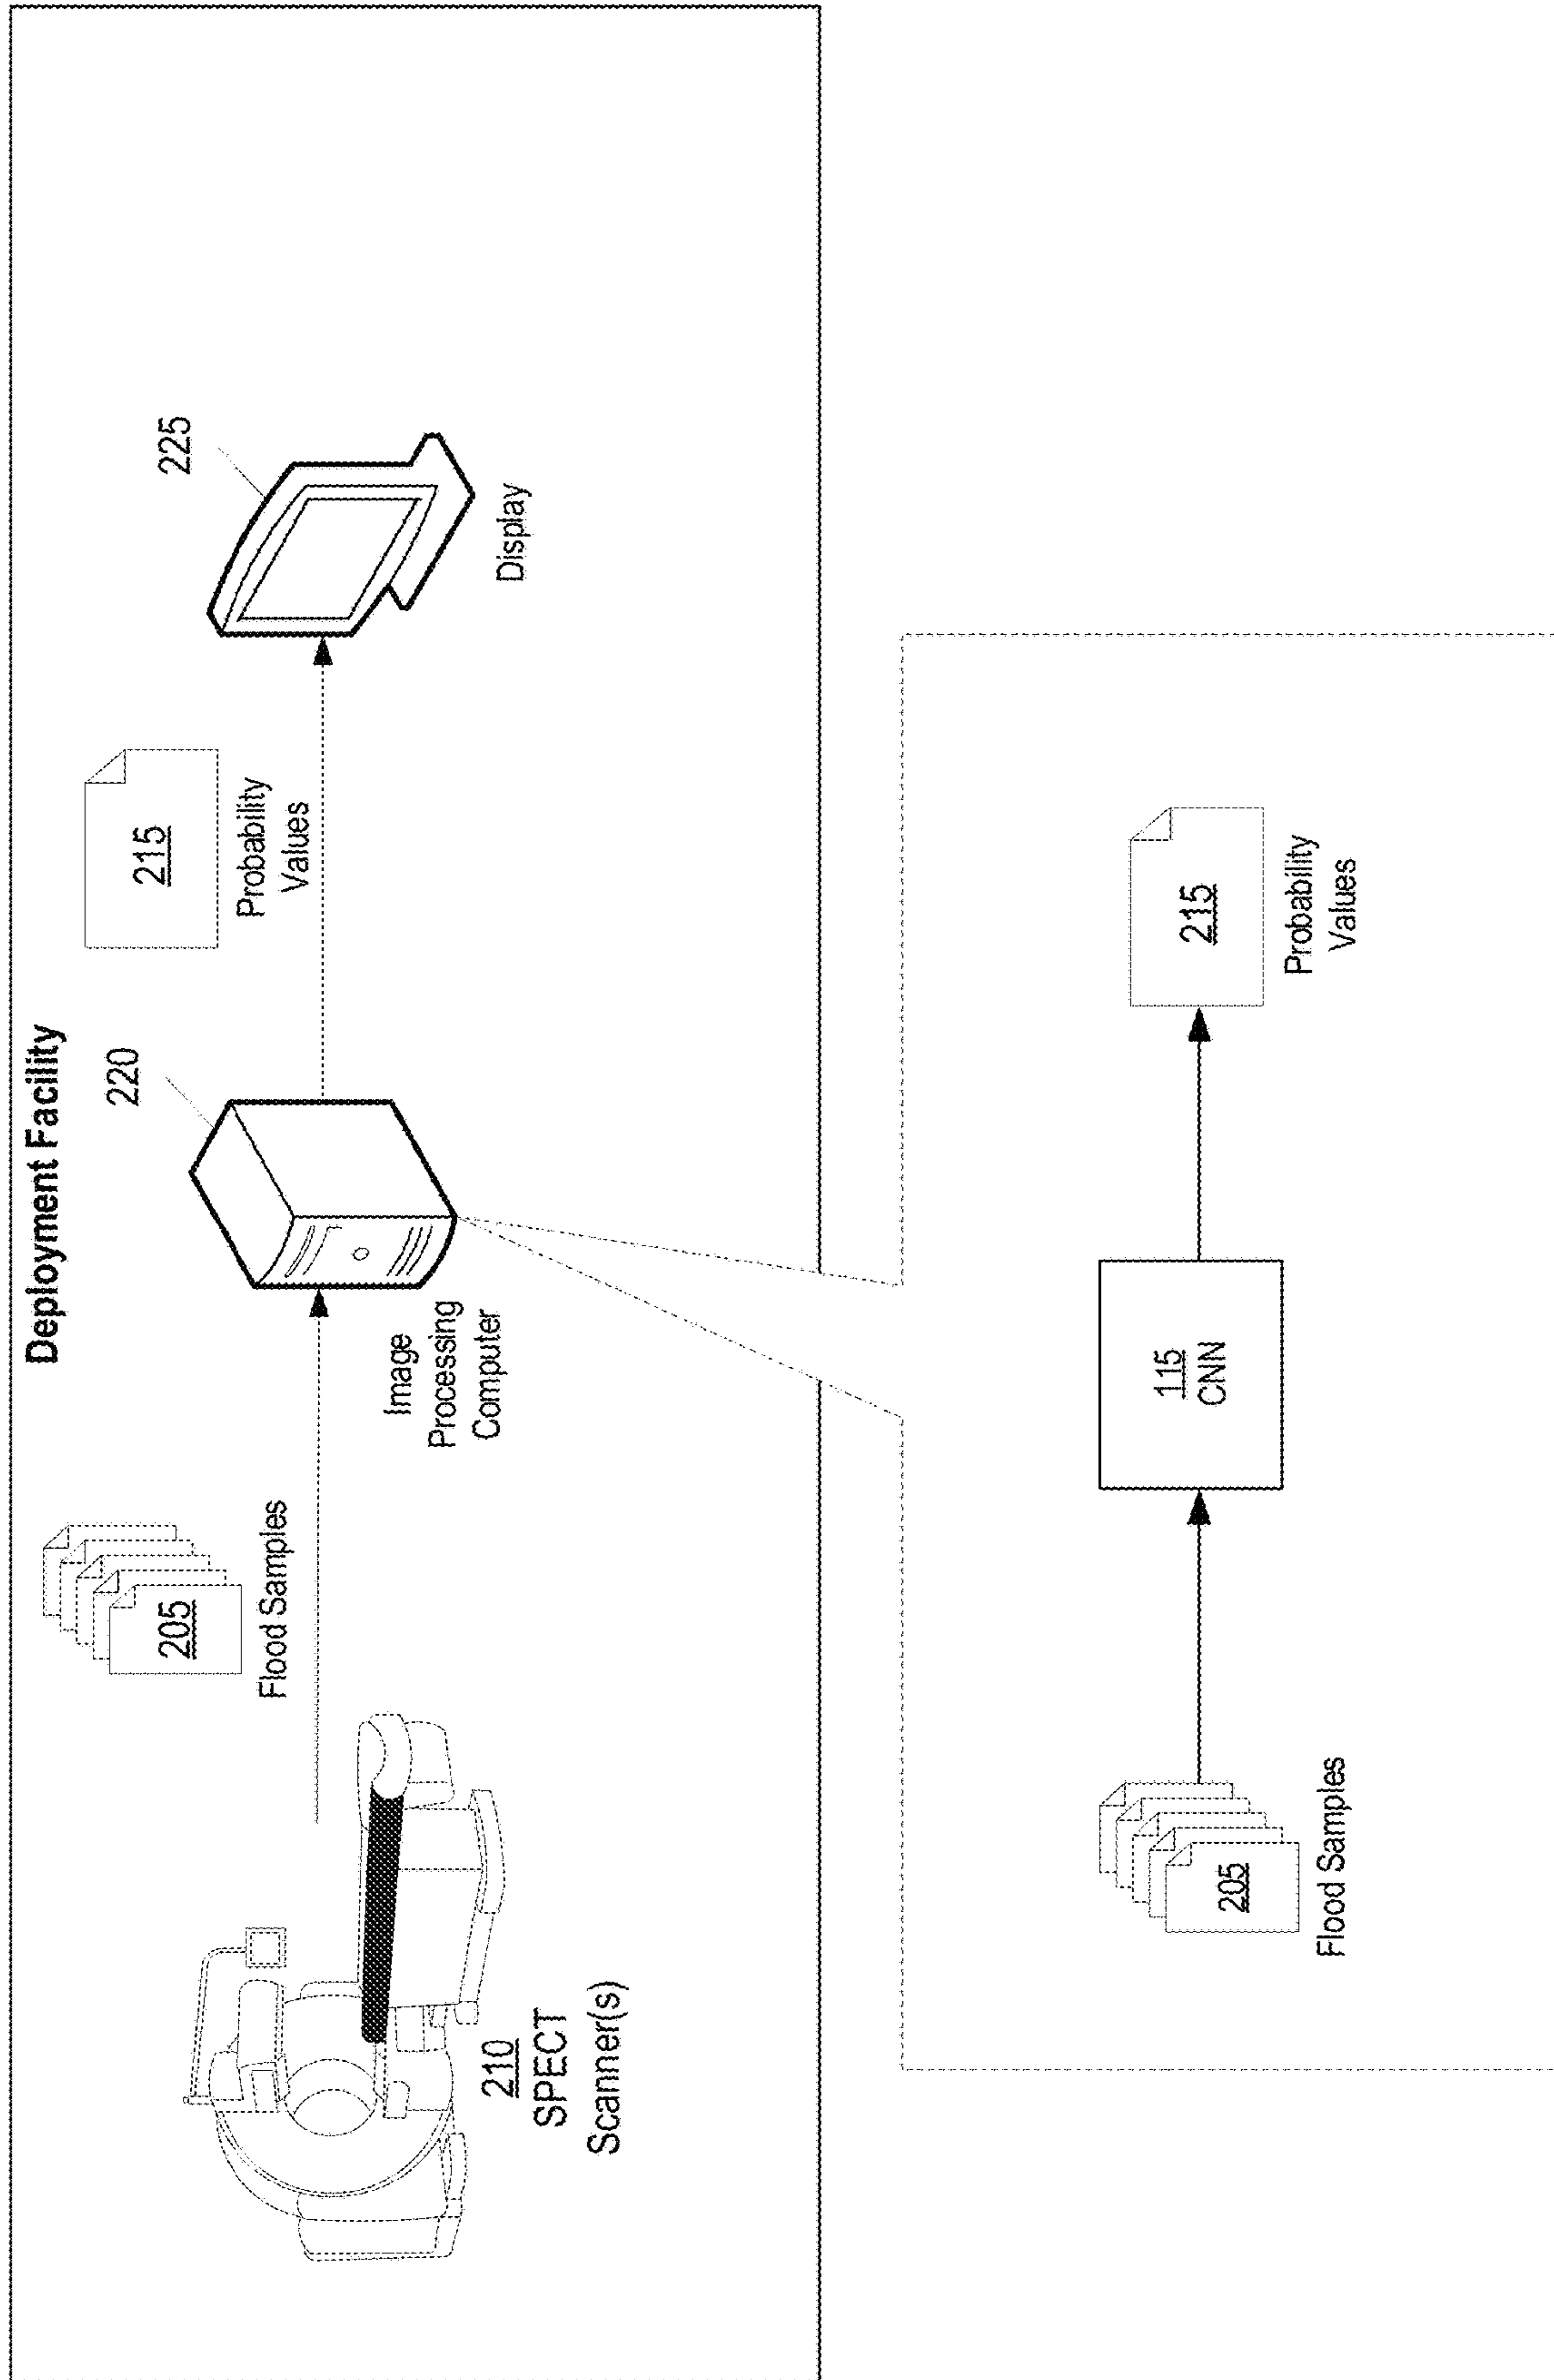 Deployment Facility
205
Flood Samples
210
SPECT
Scanner(s)
220
Image
Processing
Computer
215
Probability
Values
225
Display
205
Flood Samples
115
CNN
215
Probability
Values